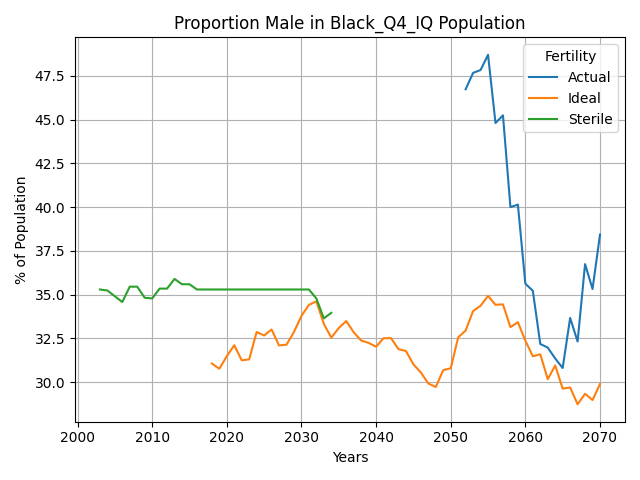 Proportion Male in Black_Q4_IQ Population
% of Population
47.5
45.0
42.5
40.0
37.5
35.0
32.5
30.0
Fertility
Actual
Ideal
Sterile
2000
2010
2020
2030
2040
2050
2060
2070
Years